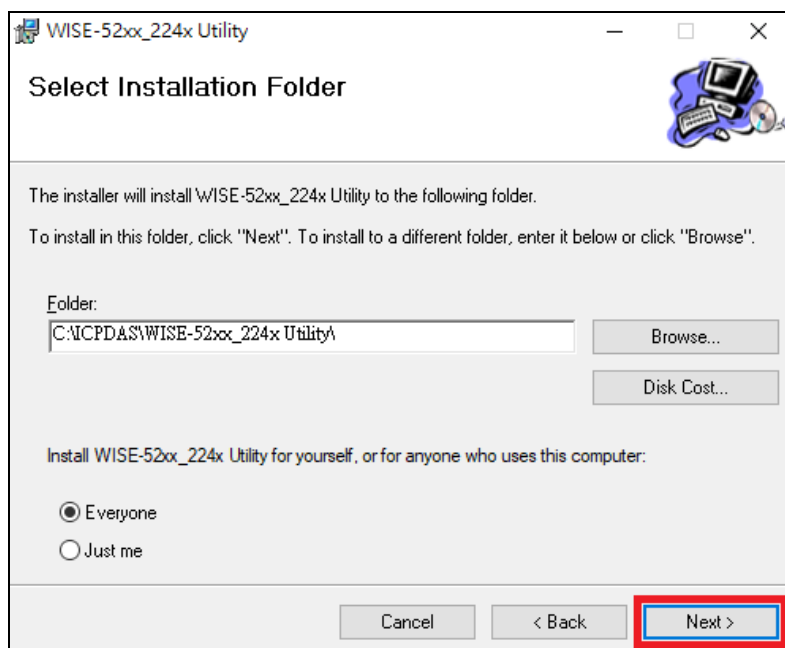 WISE-52xx_224x Utility
Select Installation Folder
The installer will install WISE-52xx_224x Utility to the following folder.
To install in this folder, click "Next". To install to a different folder, enter it below or click "Browse".
Folder:
C:\ICPDAS\WISE-52xx_224x Utility\
Browse...
Disk Cost...
Install WISE-52xx_224x Utility for yourself, or for anyone who uses this computer:
Everyone
Just me
Cancel
< Back
Next >